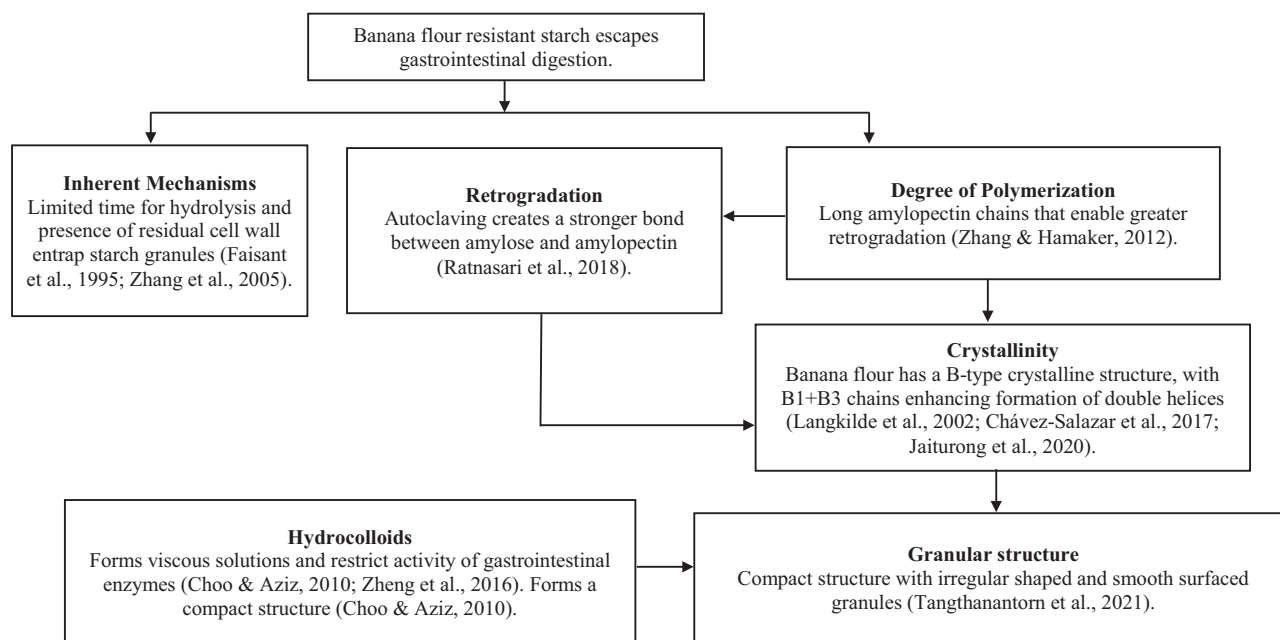 Banana flour resistant starch escapes
gastrointestinal digestion.
Inherent Mechanisms
Limited time for hydrolysis and
presence of residual cell wall
entrap starch granules (Faisant
et al., 1995; Zhang et al., 2005).
Retrogradation
Autoclaving creates a stronger bond
between amylose and amylopectin
(Ratnasari et al., 2018).
Degree of Polymerization
Long amylopectin chains that enable greater
retrogradation (Zhang & Hamaker, 2012).
Crystallinity
Banana flour has a B-type crystalline structure, with
B1+B3 chains enhancing formation of double helices
(Langkilde et al., 2002; Chávez-Salazar et al., 2017;
Jaiturong et al., 2020).
Hydrocolloids
Forms viscous solutions and restrict activity of gastrointestinal
enzymes (Choo & Aziz, 2010; Zheng et al., 2016). Forms a
compact structure (Choo & Aziz, 2010).
Granular structure
Compact structure with irregular shaped and smooth surfaced
granules (Tangthanantorn et al., 2021).